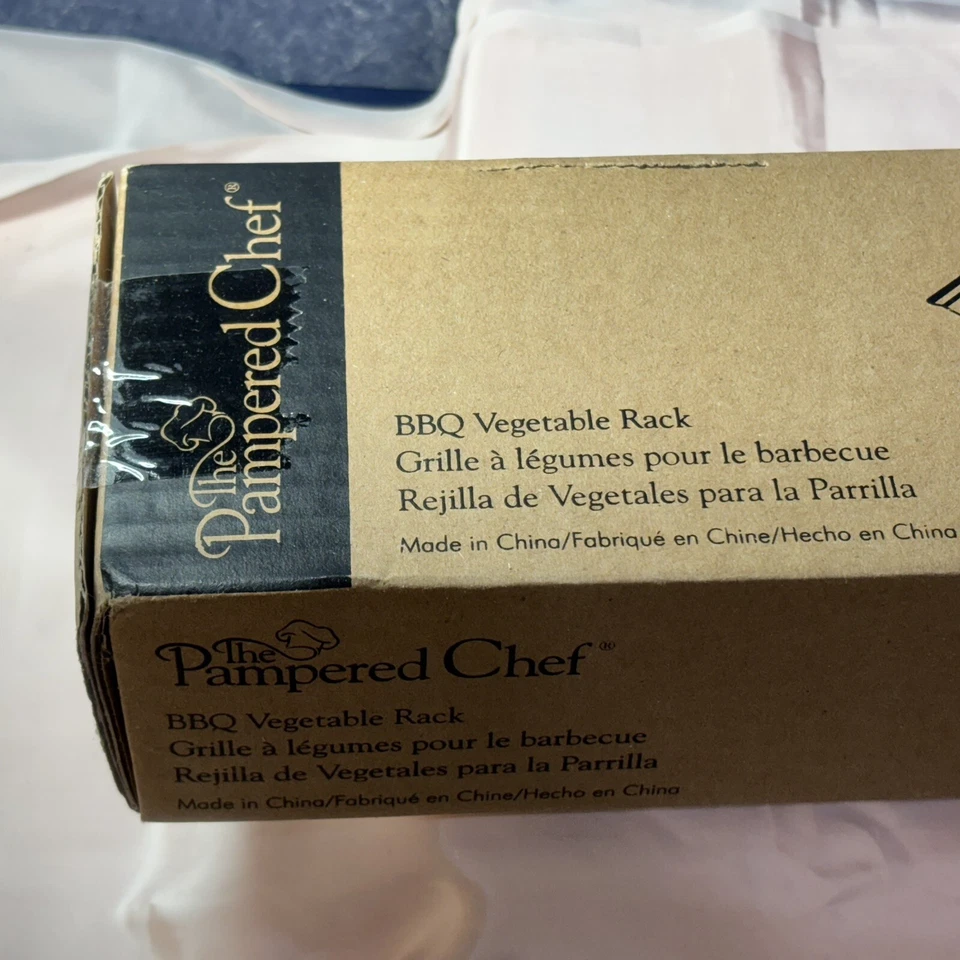 The
Pampered Chef®
BBQ Vegetable Rack
Grille à légumes pour le barbecue
Rejilla de Vegetales para la Parrilla
Made in China/Fabriqué en Chine/Hecho en China
The
Pampered Chef®
BBQ Vegetable Rack
Grille à légumes pour le barbecue
Rejilla de Vegetales para la Parrilla
Made in China/Fabriqué en Chine/Hecho en China